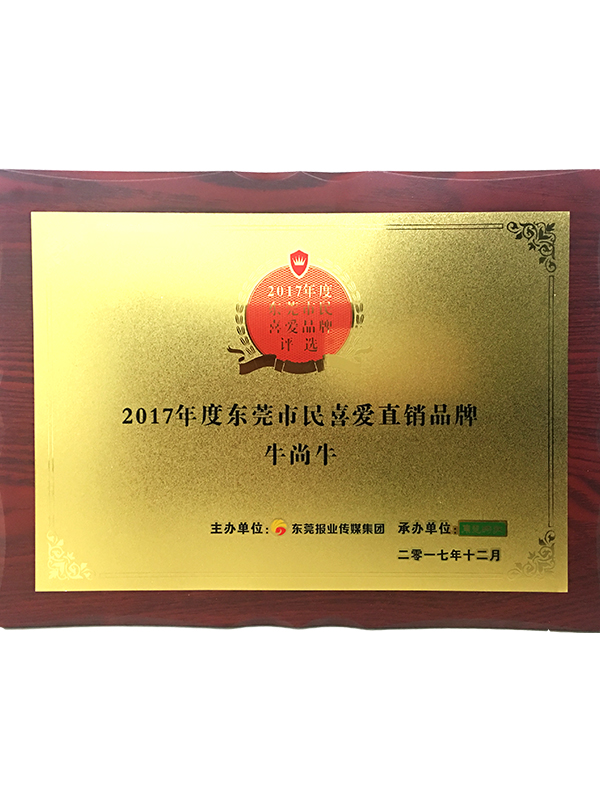 2017年度
东莞市民
喜爱品牌
评选
2017年度东莞市民喜爱直销品牌
牛尚牛
主办单位: 东莞报业传媒集团 承办单位:
二零一七年十二月